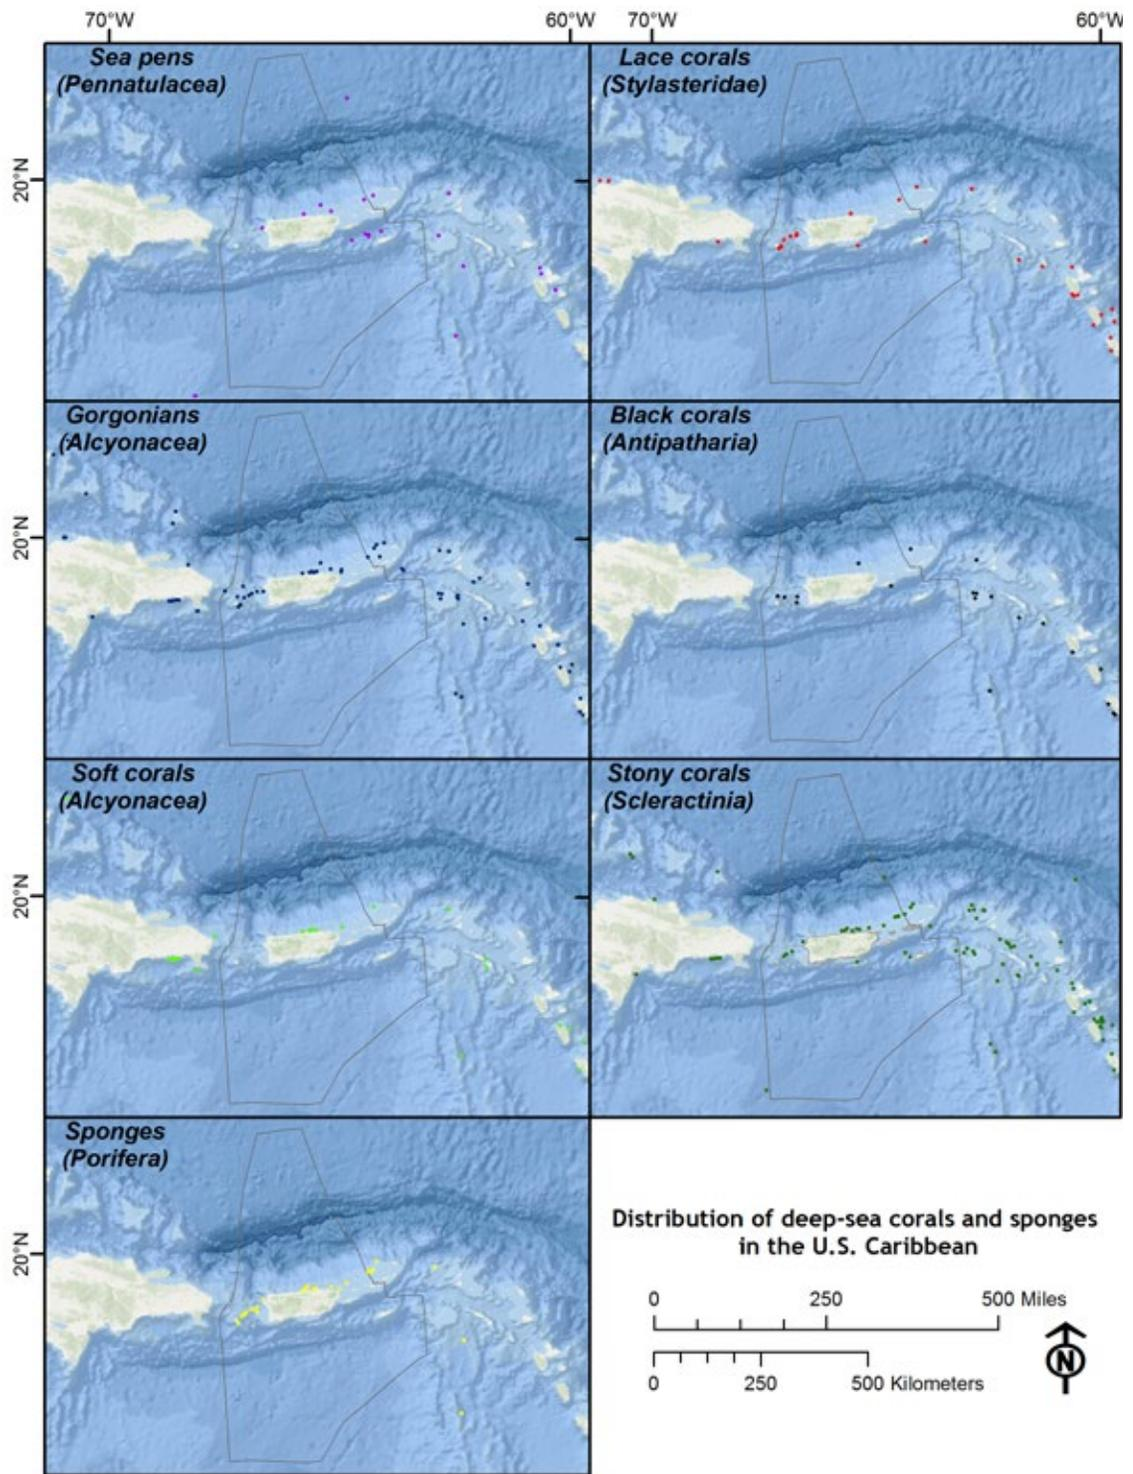 70°W 60°W 70°W 60°W
Sea pens
(Pennatulacea)
Lace corals
(Stylasteridae)
20°N
Gorgonians
(Alcyonacea)
Black corals
(Antipatharia)
20°N
Soft corals
(Alcyonacea)
Stony corals
(Scleractinia)
20°N
Sponges
(Porifera)
20°N
Distribution of deep-sea corals and sponges
in the U.S. Caribbean
0 250 500 Miles
0 250 500 Kilometers
N